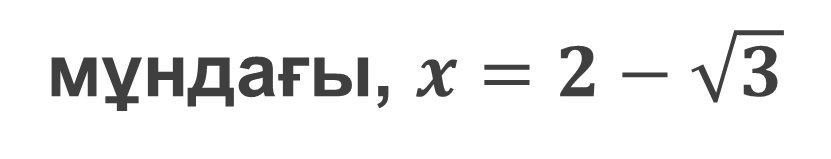 мұндағы, x = 2 − √3